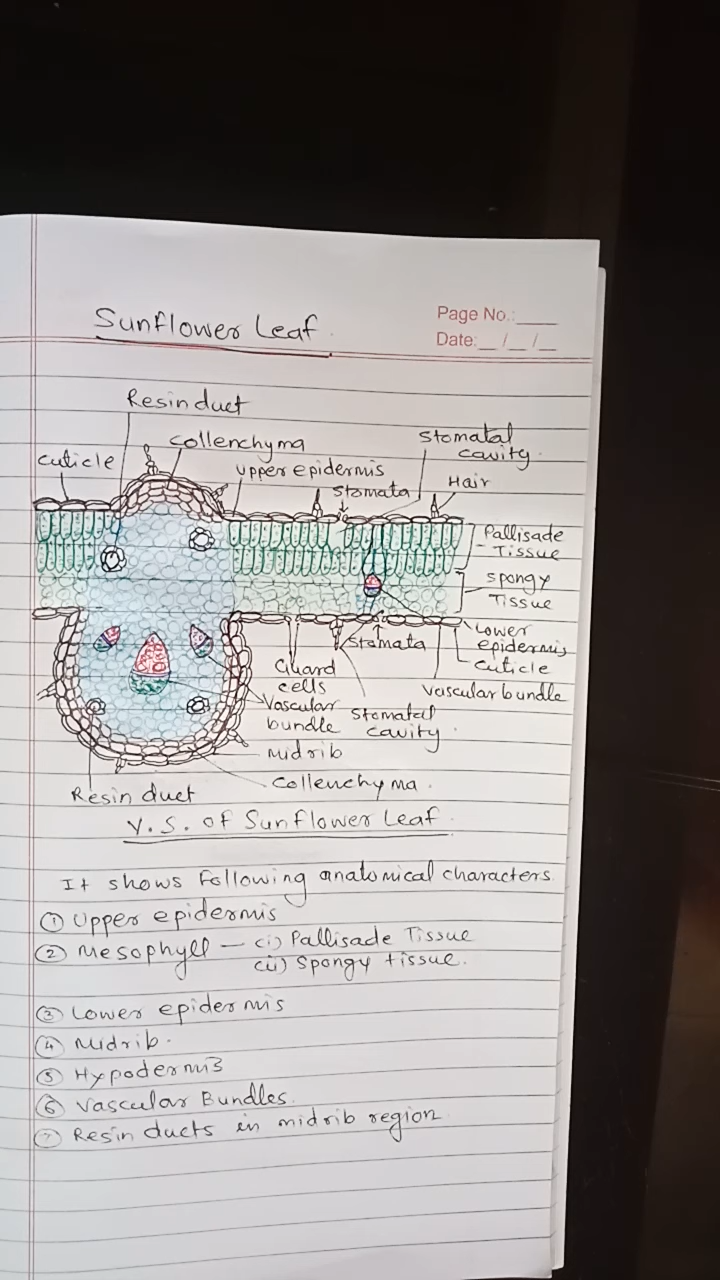 Sunflower Leaf.
Page No.:
Date: / /
Resin duct
collenchyma
stomatal
cavity.
cuticle
upper epidermis
Stomata
Hair
Pallisade
Tissue
Spongy
Tissue
Lower
epidermis
cuticle
stomata
Guard
cells
vascular bundle
Vascular
bundle
stomatal
cavity.
midrib
collenchyma.
Resin duct
V.S. of Sunflower Leaf.
It shows following anatomical characters
① Upper epidermis
② Mesophyll — (i) Pallisade Tissue
(ii) Spongy tissue.
③ Lower epidermis
④ Midrib.
⑤ Hypodermis
⑥ Vascular Bundles.
⑦ Resin ducts in midrib region.